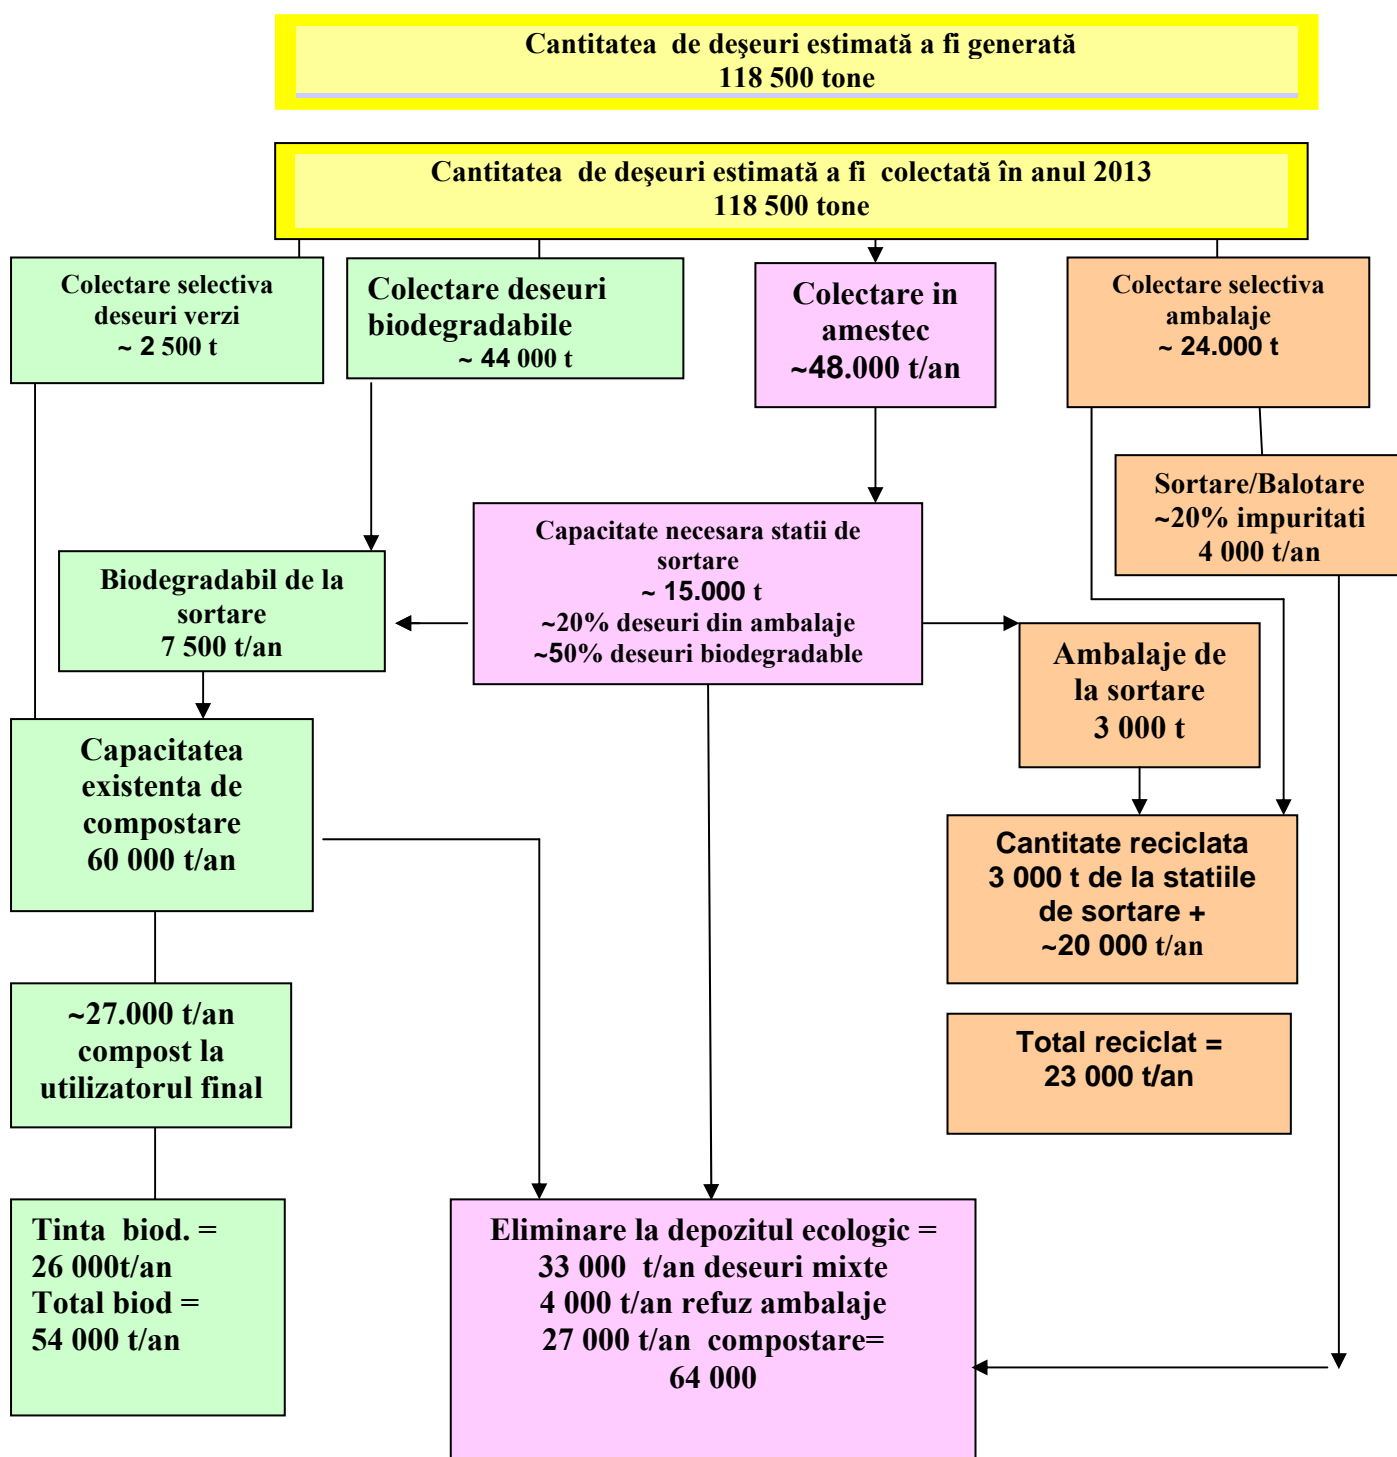 Cantitatea de deşeuri estimată a fi generată
118 500 tone
Cantitatea de deşeuri estimată a fi colectată în anul 2013
118 500 tone
Colectare selectiva
deseuri verzi
~ 2 500 t
Colectare deseuri
biodegradabile
~ 44 000 t
Colectare in
amestec
~48.000 t/an
Colectare selectiva
ambalaje
~ 24.000 t
Sortare/Balotare
~20% impuritati
4 000 t/an
Capacitate necesara statii de
sortare
~ 15.000 t
~20% deseuri din ambalaje
~50% deseuri biodegradable
Biodegradabil de la
sortare
7 500 t/an
Ambalaje de
la sortare
3 000 t
Capacitatea
existenta de
compostare
60 000 t/an
Cantitate reciclata
3 000 t de la statiile
de sortare +
~20 000 t/an
~27.000 t/an
compost la
utilizatorul final
Total reciclat =
23 000 t/an
Tinta biod. =
26 000t/an
Total biod =
54 000 t/an
Eliminare la depozitul ecologic =
33 000 t/an deseuri mixte
4 000 t/an refuz ambalaje
27 000 t/an compostare=
64 000